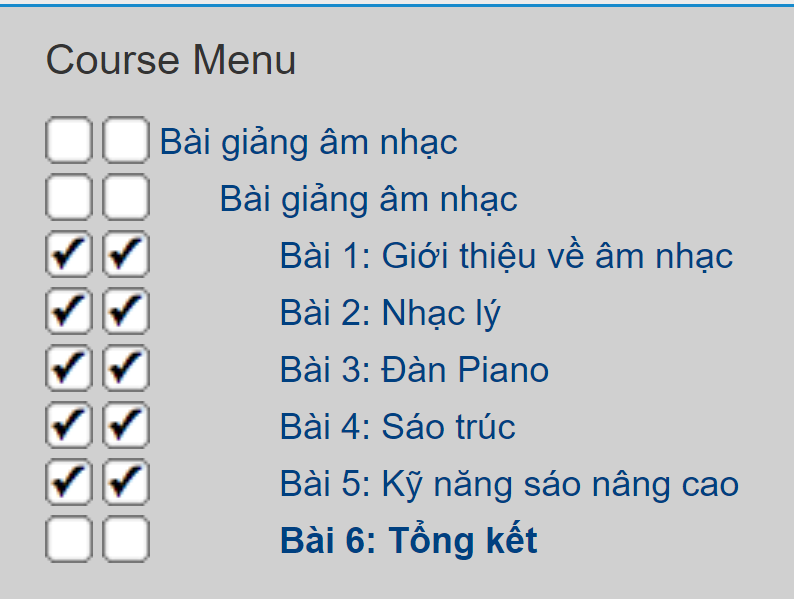 Course Menu
Bài giảng âm nhạc
Bài giảng âm nhạc
Bài 1: Giới thiệu về âm nhạc
Bài 2: Nhạc lý
Bài 3: Đàn Piano
Bài 4: Sáo trúc
Bài 5: Kỹ năng sáo nâng cao
Bài 6: Tổng kết